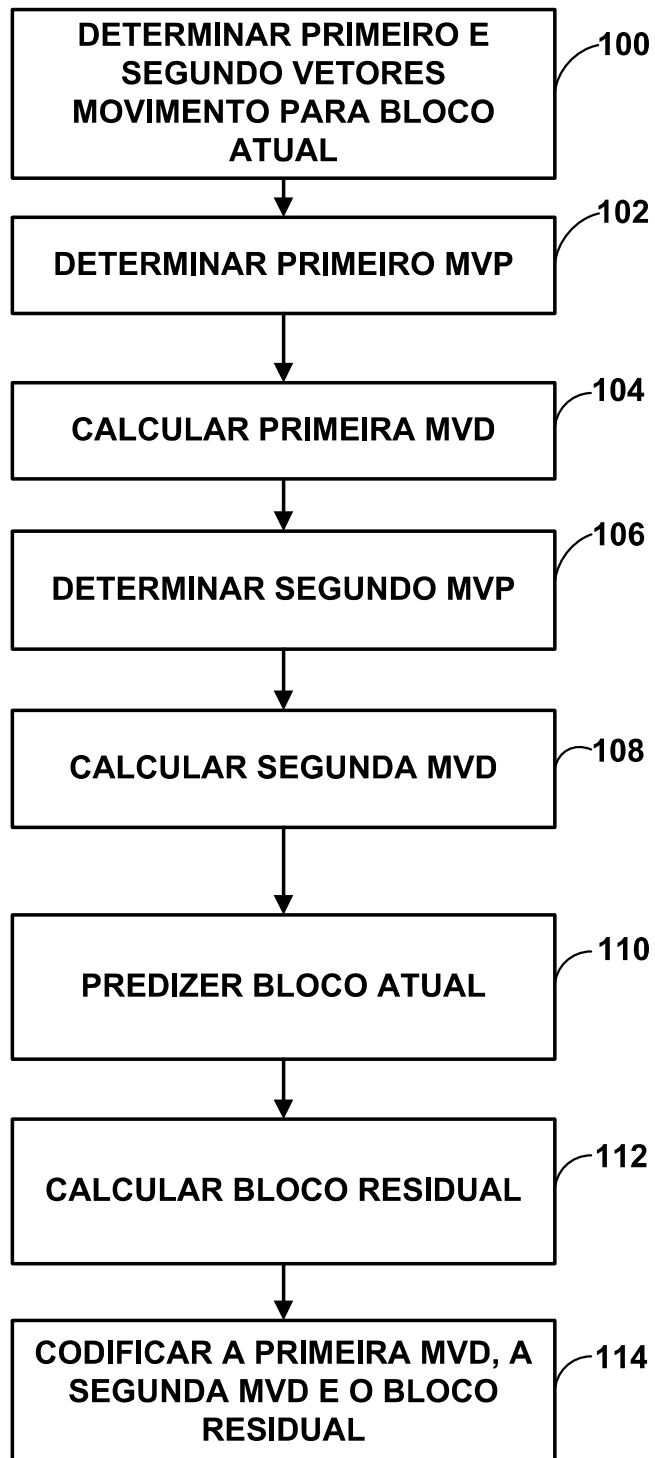 DETERMINAR PRIMEIRO E
SEGUNDO VETORES
MOVIMENTO PARA BLOCO
ATUAL
100
DETERMINAR PRIMEIRO MVP
102
CALCULAR PRIMEIRA MVD
104
DETERMINAR SEGUNDO MVP
106
CALCULAR SEGUNDA MVD
108
PREDIZER BLOCO ATUAL
110
CALCULAR BLOCO RESIDUAL
112
CODIFICAR A PRIMEIRA MVD, A
SEGUNDA MVD E O BLOCO
RESIDUAL
114